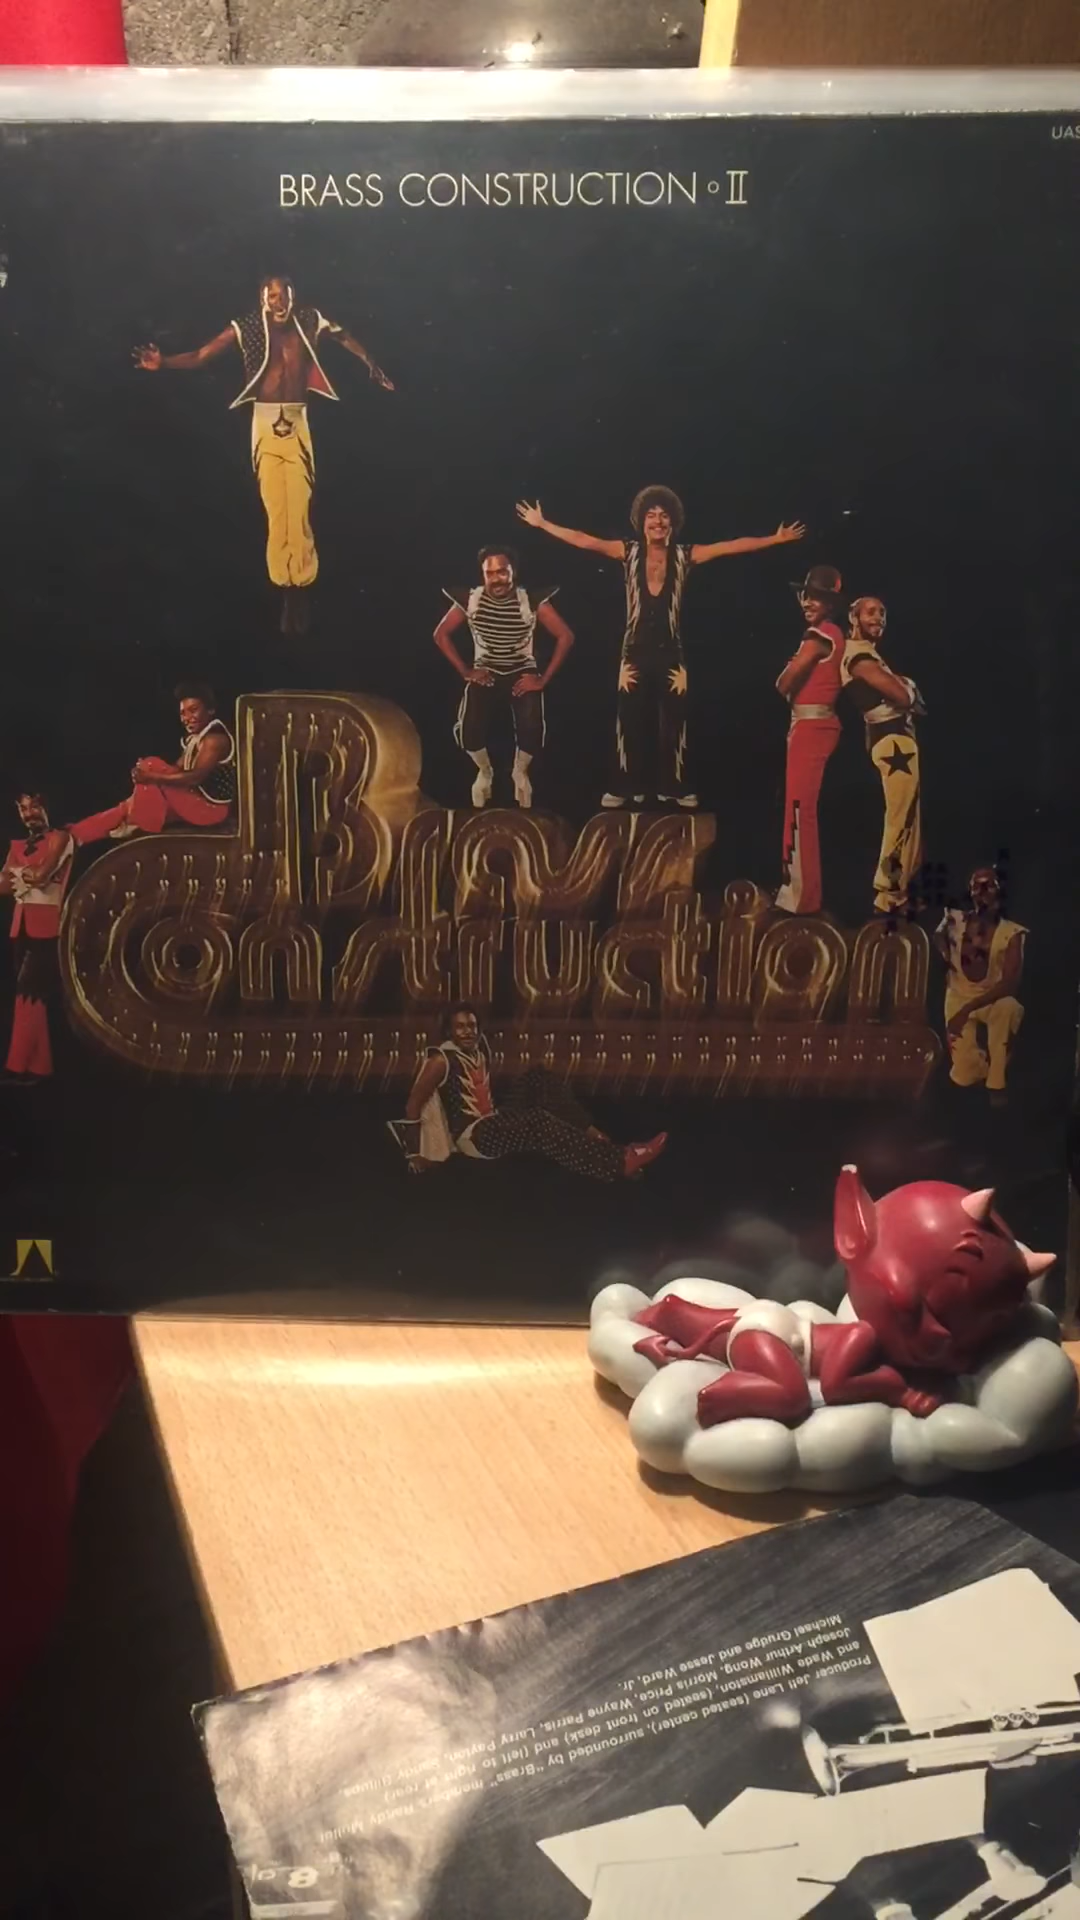 UAS
BRASS CONSTRUCTION ∘ II
Brass
Construction
Producer Jeff Lane (seated center), surrounded by "Brass" members Randy Muller
and Wade Williamston, (seated on front desk) and (left to right at rear)
Joseph Arthur Wong, Morris Price, Wayne Parris, Larry Payton, Sandy Billups,
Michael Grudge and Jesse Ward, Jr.